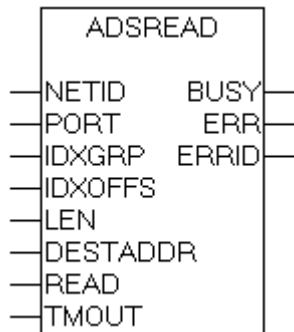 ADSREAD
NETID BUSY
PORT ERR
IDXGRP ERRID
IDXOFFS
LEN
DESTADDR
READ
TMOUT